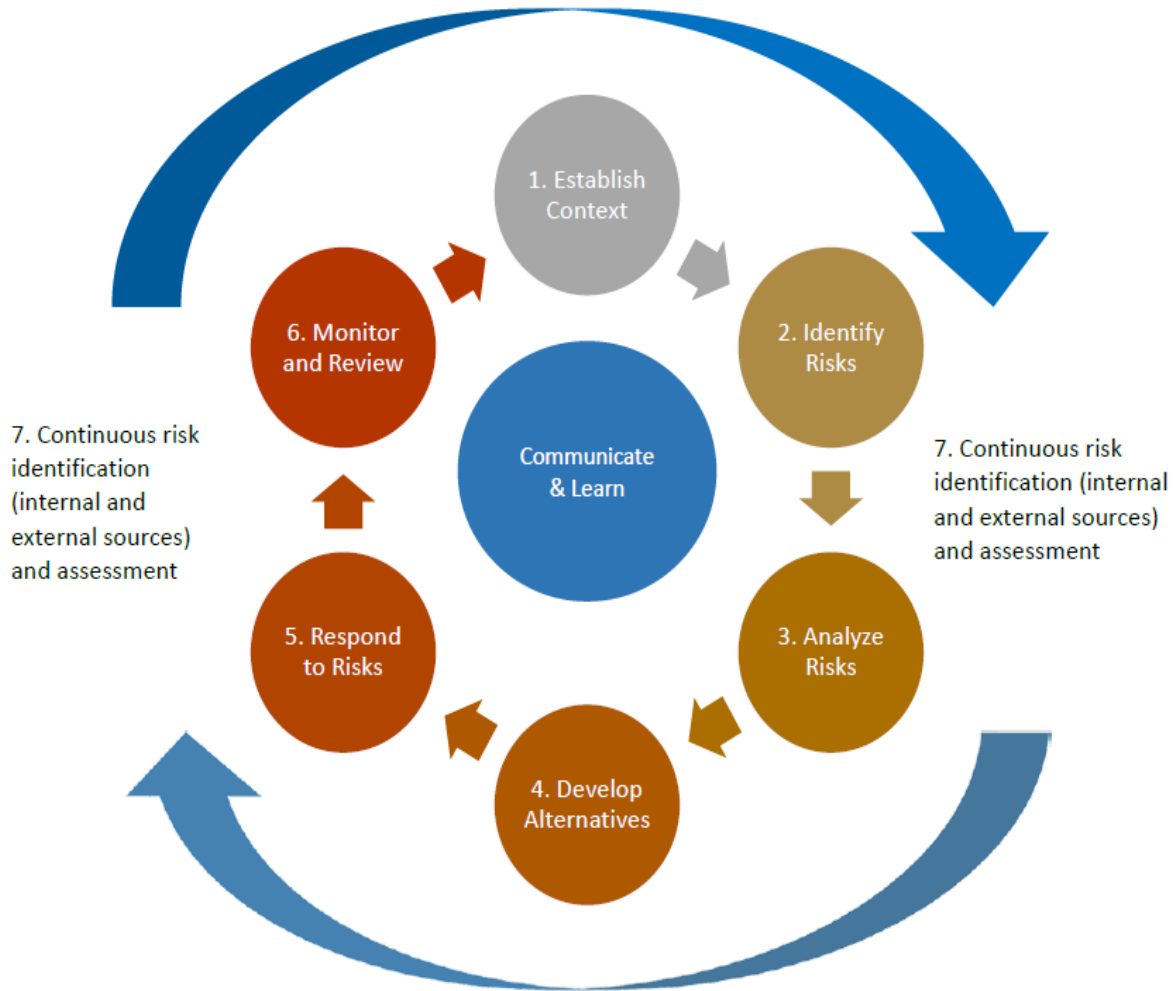 1. Establish
Context
2. Identify
Risks
3. Analyze
Risks
4. Develop
Alternatives
5. Respond
to Risks
6. Monitor
and Review
Communicate
& Learn
7. Continuous risk
identification
(internal and
external sources)
and assessment
7. Continuous risk
identification (internal
and external sources)
and assessment